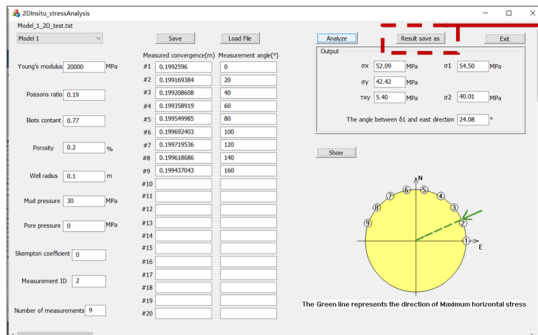 2DInsitu_stressAnalysis
Model_1_2D_test.txt
Model 1
Save
Load File
Analyze
Result save as
Exit
Measured convergence(m) Measurement angle(°)
Young's modulus 20000 MPa
Poissons ratio 0.19
Biots contant 0.77
Porosity 0.2 %
Well radius 0.1 m
Mud pressure 30 MPa
Pore pressure 0 MPa
Skempton coefficient 0
Measurement ID 2
Number of measurements 9
#1 0.1992596 0
#2 0.199169384 20
#3 0.199208608 40
#4 0.199358919 60
#5 0.199549985 80
#6 0.199692403 100
#7 0.199719536 120
#8 0.199618686 140
#9 0.199437043 160
#10
#11
#12
#13
#14
#15
#16
#17
#18
#19
#20
Output
σx 52.09 MPa σ1 54.50 MPa
σy 42.42 MPa
τxy 5.40 MPa σ2 40.01 MPa
The angle between δ1 and east direction 24.08 °
Show
N
⑦ ⑥ ⑤ ④
⑧ ③
⑨ ②
① E
The Green line represents the direction of Maximum horizontal stress